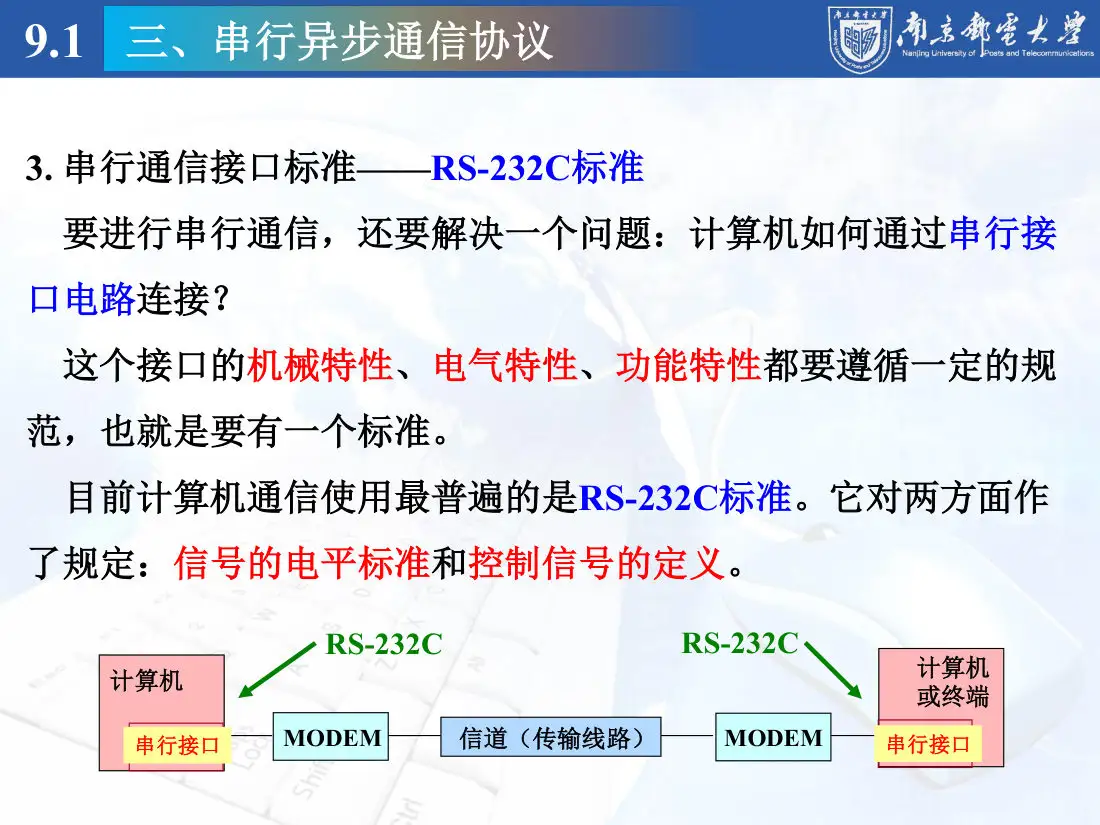 9.1 三、串行异步通信协议
南京邮电大学
Nanjing University of Posts and Telecommunications
3. 串行通信接口标准——RS-232C标准
要进行串行通信，还要解决一个问题：计算机如何通过串行接
口电路连接？
这个接口的机械特性、电气特性、功能特性都要遵循一定的规
范，也就是要有一个标准。
目前计算机通信使用最普遍的是RS-232C标准。它对两方面作
了规定：信号的电平标准和控制信号的定义。
RS-232C
RS-232C
计算机
计算机
或终端
串行接口
MODEM
信道（传输线路）
MODEM
串行接口